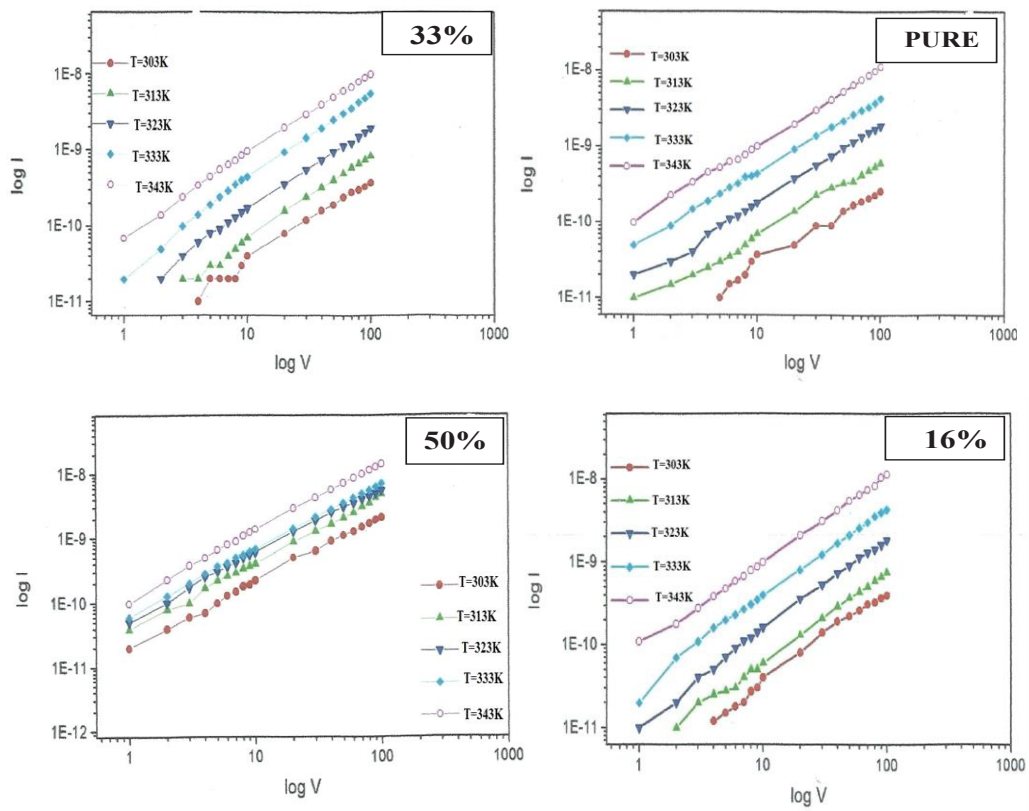 33%
T=303K
T=313K
T=323K
T=333K
T=343K
1E-8
1E-9
1E-10
1E-11
log I
1
10
100
1000
log V
PURE
T=303K
T=313K
T=323K
T=333K
T=343K
1E-8
1E-9
1E-10
1E-11
log I
1
10
100
1000
log V
50%
1E-8
1E-9
1E-10
1E-11
1E-12
log I
T=303K
T=313K
T=323K
T=333K
T=343K
1
10
100
1000
log V
16%
T=303K
T=313K
T=323K
T=333K
T=343K
1E-8
1E-9
1E-10
1E-11
log I
1
10
100
1000
log V